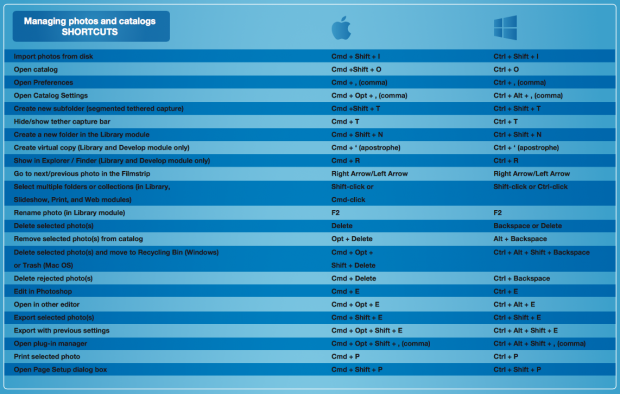 Managing photos and catalogs
SHORTCUTS
Import photos from disk Cmd + Shift + I Ctrl + Shift + I
Open catalog Cmd +Shift + O Ctrl + O
Open Preferences Cmd + , (comma) Ctrl + , (comma)
Open Catalog Settings Cmd + Opt + , (comma) Ctrl + Alt + , (comma)
Create new subfolder (segmented tethered capture) Cmd +Shift + T Ctrl + Shift + T
Hide/show tether capture bar Cmd + T Ctrl + T
Create a new folder in the Library module Cmd + Shift + N Ctrl + Shift + N
Create virtual copy (Library and Develop module only) Cmd + ‘ (apostrophe) Ctrl + ‘ (apostrophe)
Show in Explorer / Finder (Library and Develop module only) Cmd + R Ctrl + R
Go to next/previous photo in the Filmstrip Right Arrow/Left Arrow Right Arrow/Left Arrow
Select multiple folders or collections (in Library, Shift-click or Shift-click or Ctrl-click
Slideshow, Print, and Web modules) Cmd-click
Rename photo (in Library module) F2 F2
Delete selected photo(s) Delete Backspace or Delete
Remove selected photo(s) from catalog Opt + Delete Alt + Backspace
Delete selected photo(s) and move to Recycling Bin (Windows) Cmd + Opt + Ctrl + Alt + Shift + Backspace
or Trash (Mac OS) Shift + Delete
Delete rejected photo(s) Cmd + Delete Ctrl + Backspace
Edit in Photoshop Cmd + E Ctrl + E
Open in other editor Cmd + Opt + E Ctrl + Alt + E
Export selected photo(s) Cmd + Shift + E Ctrl + Shift + E
Export with previous settings Cmd + Opt + Shift + E Ctrl + Alt + Shift + E
Open plug-in manager Cmd + Opt + Shift + , (comma) Ctrl + Alt + Shift + , (comma)
Print selected photo Cmd + P Ctrl + P
Open Page Setup dialog box Cmd + Shift + P Ctrl + Shift + P